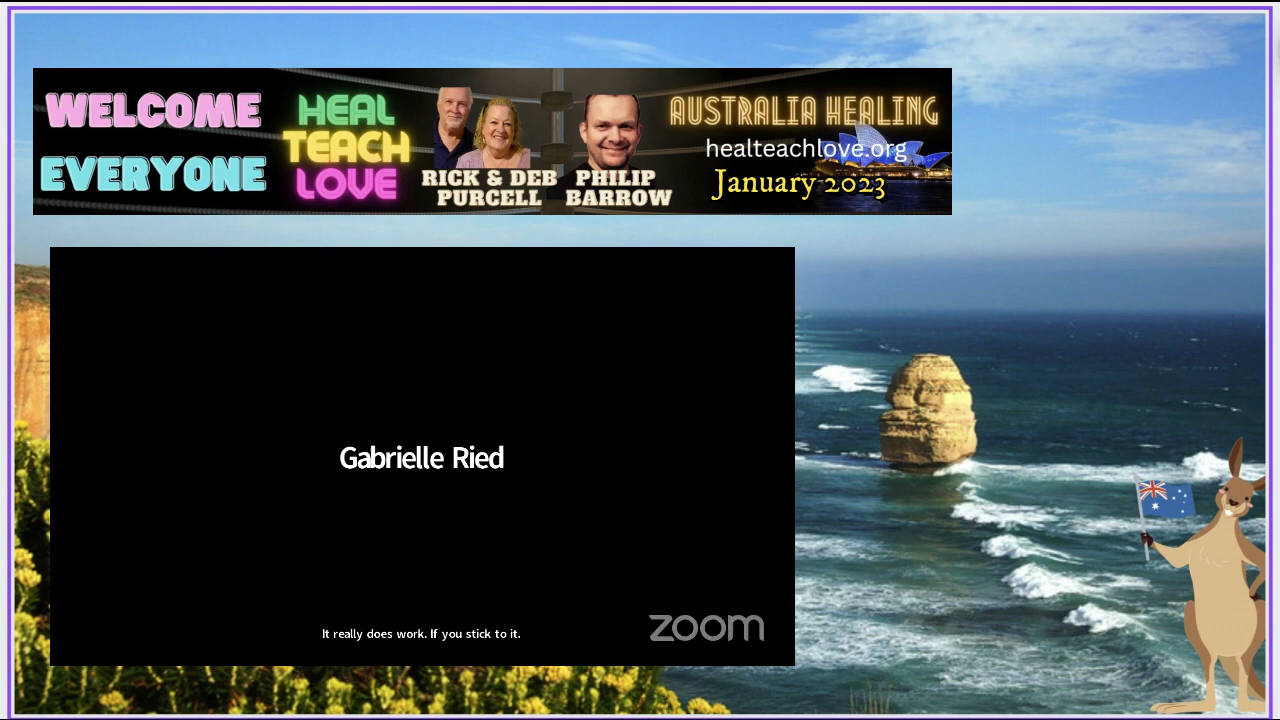 WELCOME
EVERYONE
HEAL
TEACH
LOVE
RICK & DEB
PURCELL
PHILIP
BARROW
AUSTRALIA HEALING
healteachlove.org
January 2023
Gabrielle Ried
It really does work. If you stick to it.
zoom